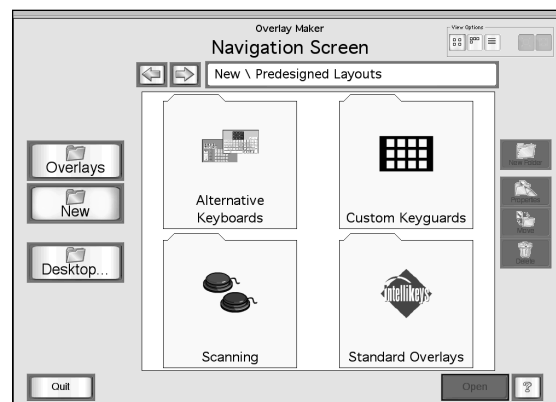 Overlay Maker
Navigation Screen
View Options
New \ Predesigned Layouts
Overlays
New
Desktop...
Alternative
Keyboards
Custom Keyguards
Scanning
intellikeys
Standard Overlays
New Folder
Properties
Move
Delete
Quit
Open
?